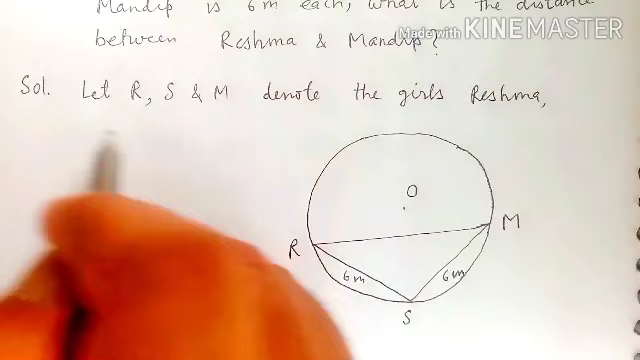 Mandip is 6 m each, what is the distance
between Reshma & Mandip?
Made with KINEMASTER
Sol. Let R, S & M denote the girls Reshma,
O
M
R
6m
6m
S